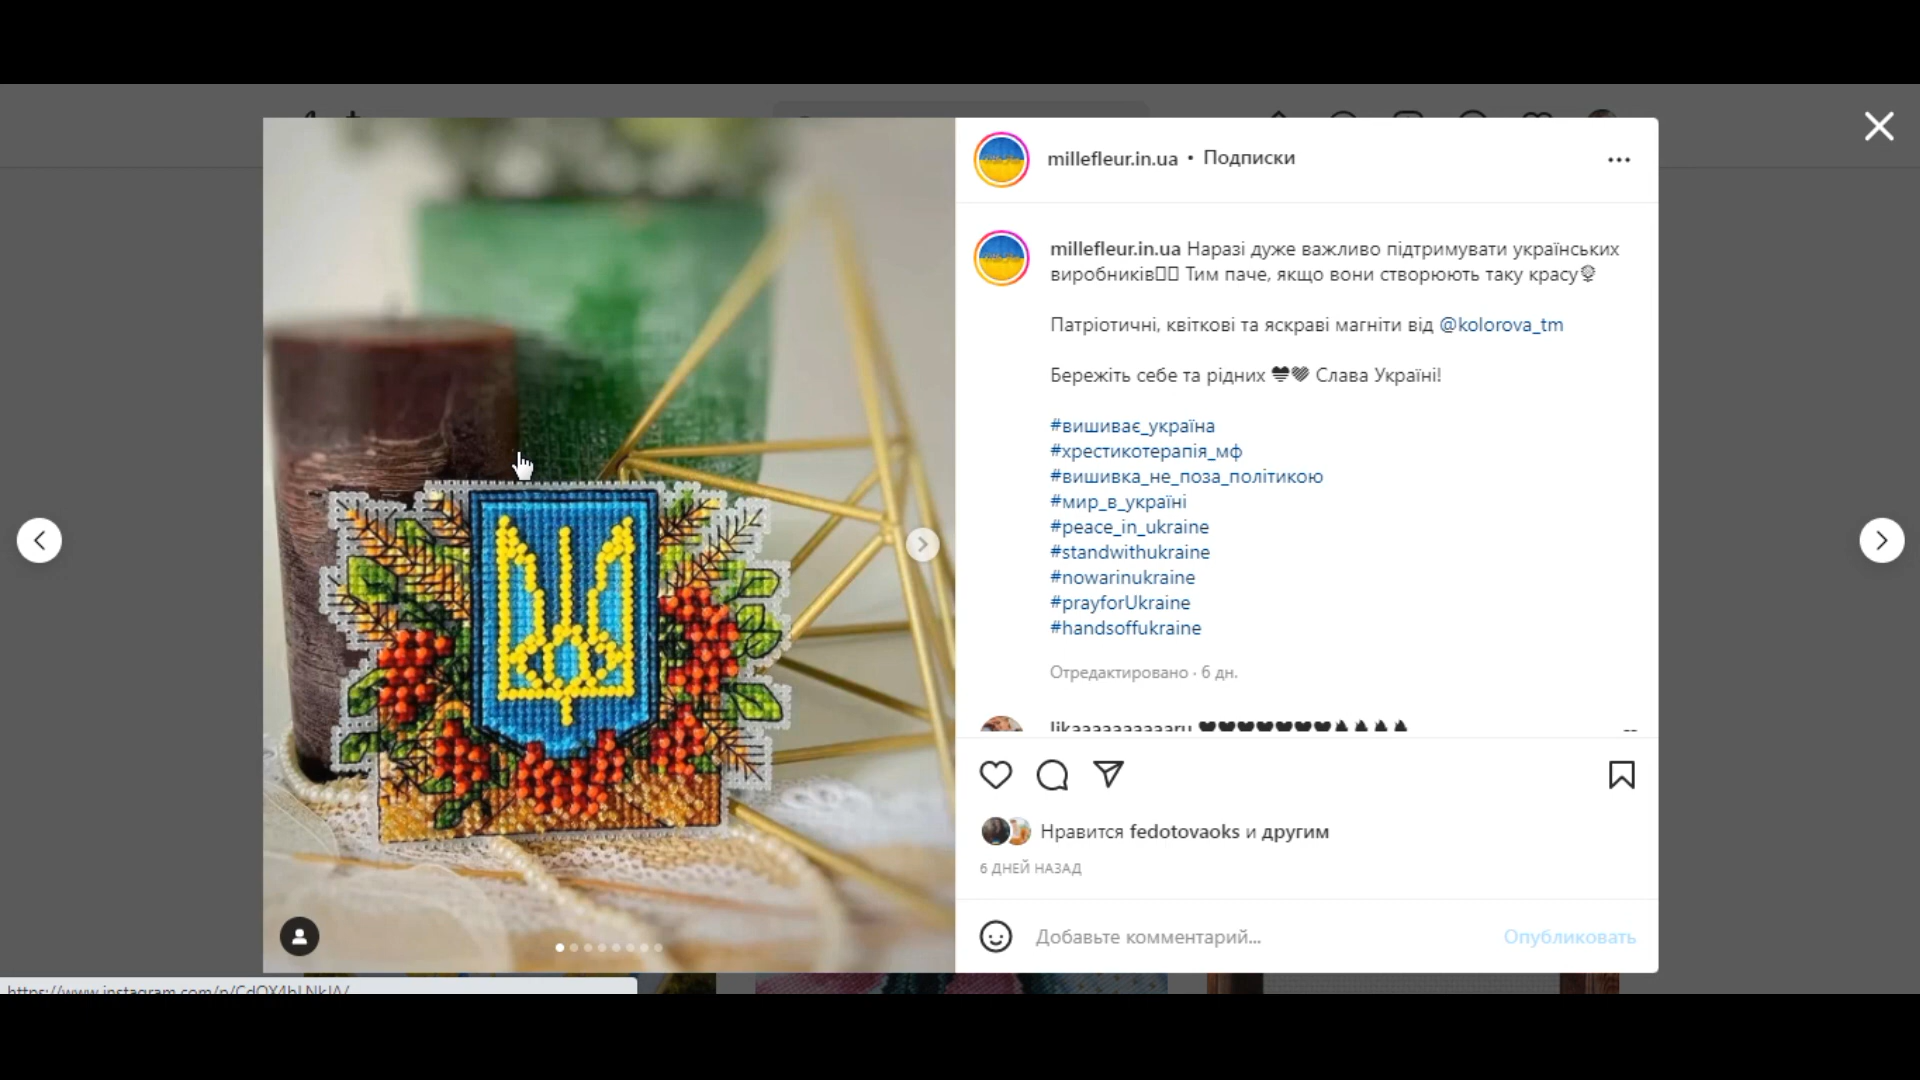 millefleur.in.ua • Подписки
millefleur.in.ua Наразі дуже важливо підтримувати українських
виробників Тим паче, якщо вони створюють таку красу
Патріотичні, квіткові та яскраві магніти від @kolorova_tm
Бережіть себе та рідних Слава Україні!
#вишиває_україна
#хрестикотерапія_мф
#вишивка_не_поза_політикою
#мир_в_україні
#peace_in_ukraine
#standwithukraine
#nowarinukraine
#prayforUkraine
#handsoffukraine
Отредактировано · 6 дн.
Нравится fedotovaoks и другим
6 ДНЕЙ НАЗАД
Добавьте комментарий...
Опубликовать